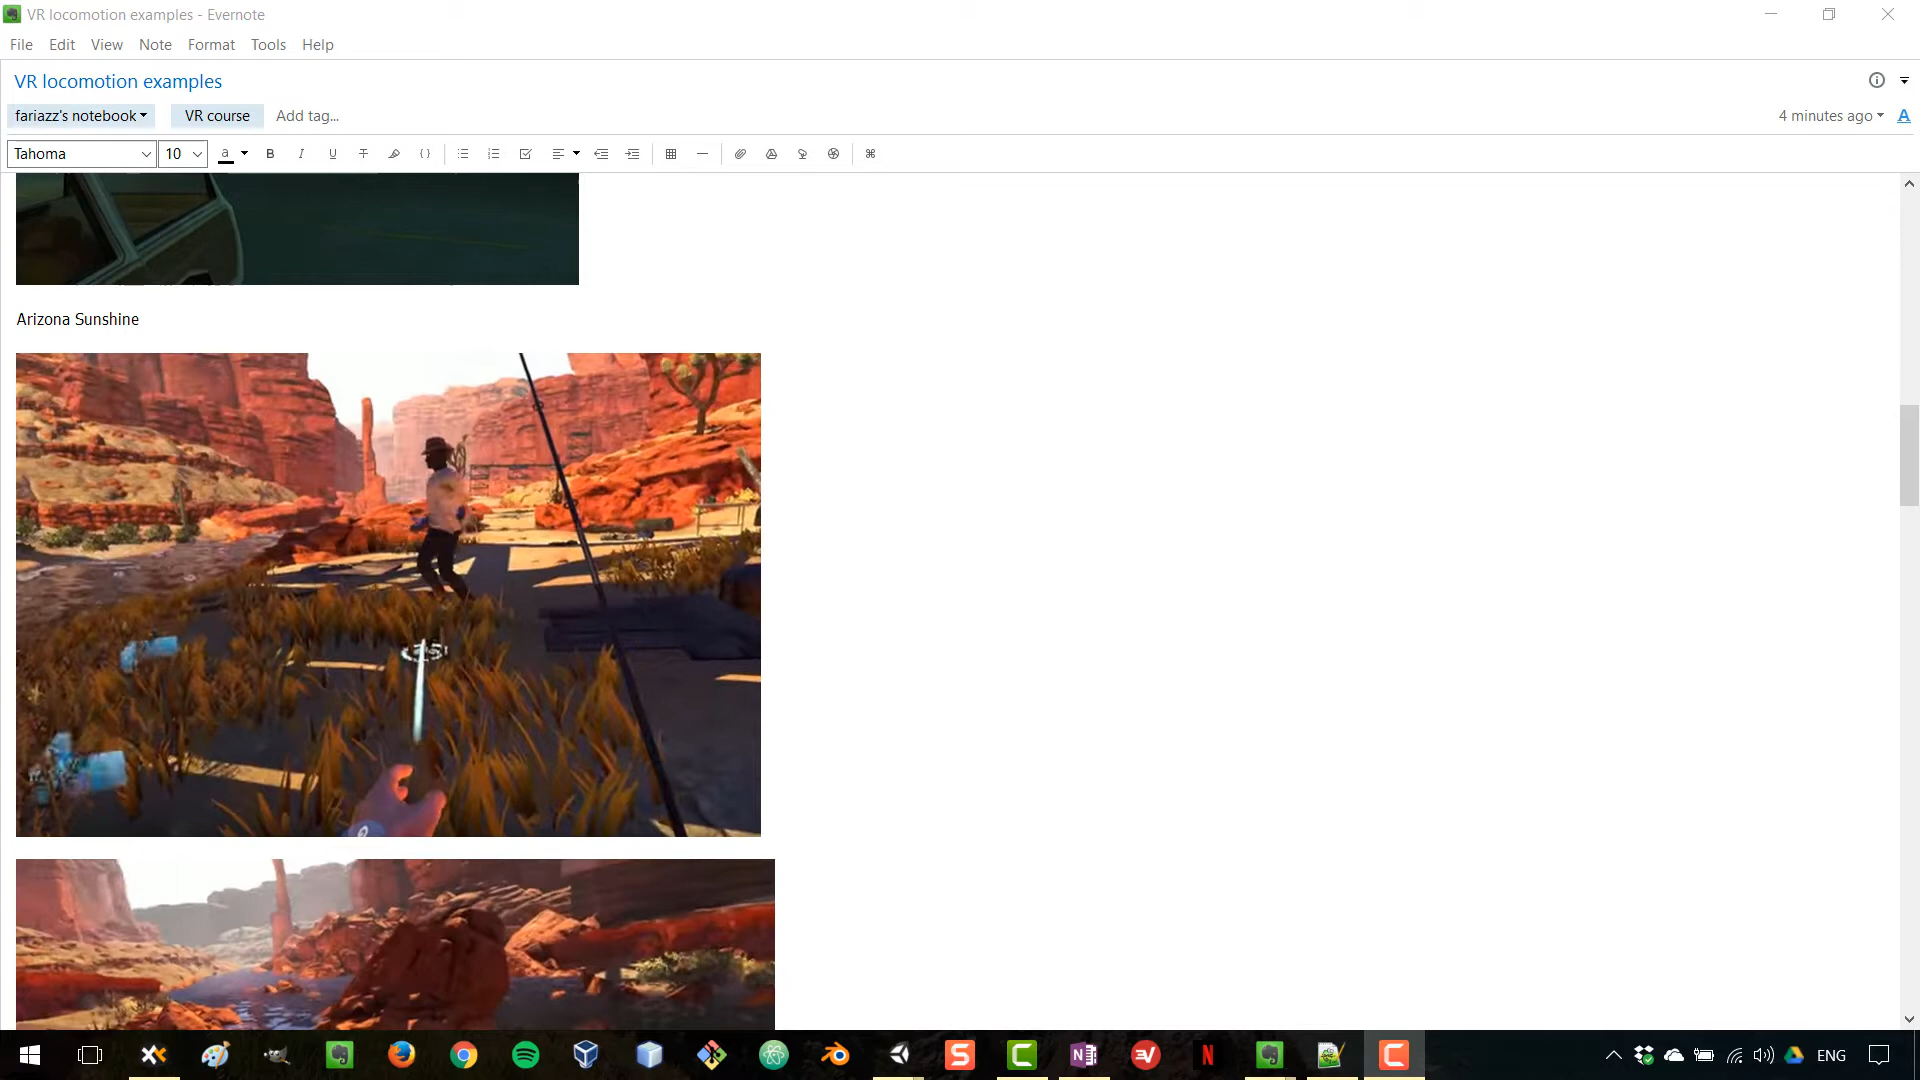 VR locomotion examples - Evernote
File Edit View Note Format Tools Help
VR locomotion examples
fariazz's notebook VR course Add tag... 4 minutes ago A
Tahoma 10 a B I U T { }
Arizona Sunshine
S C N V N C ENG